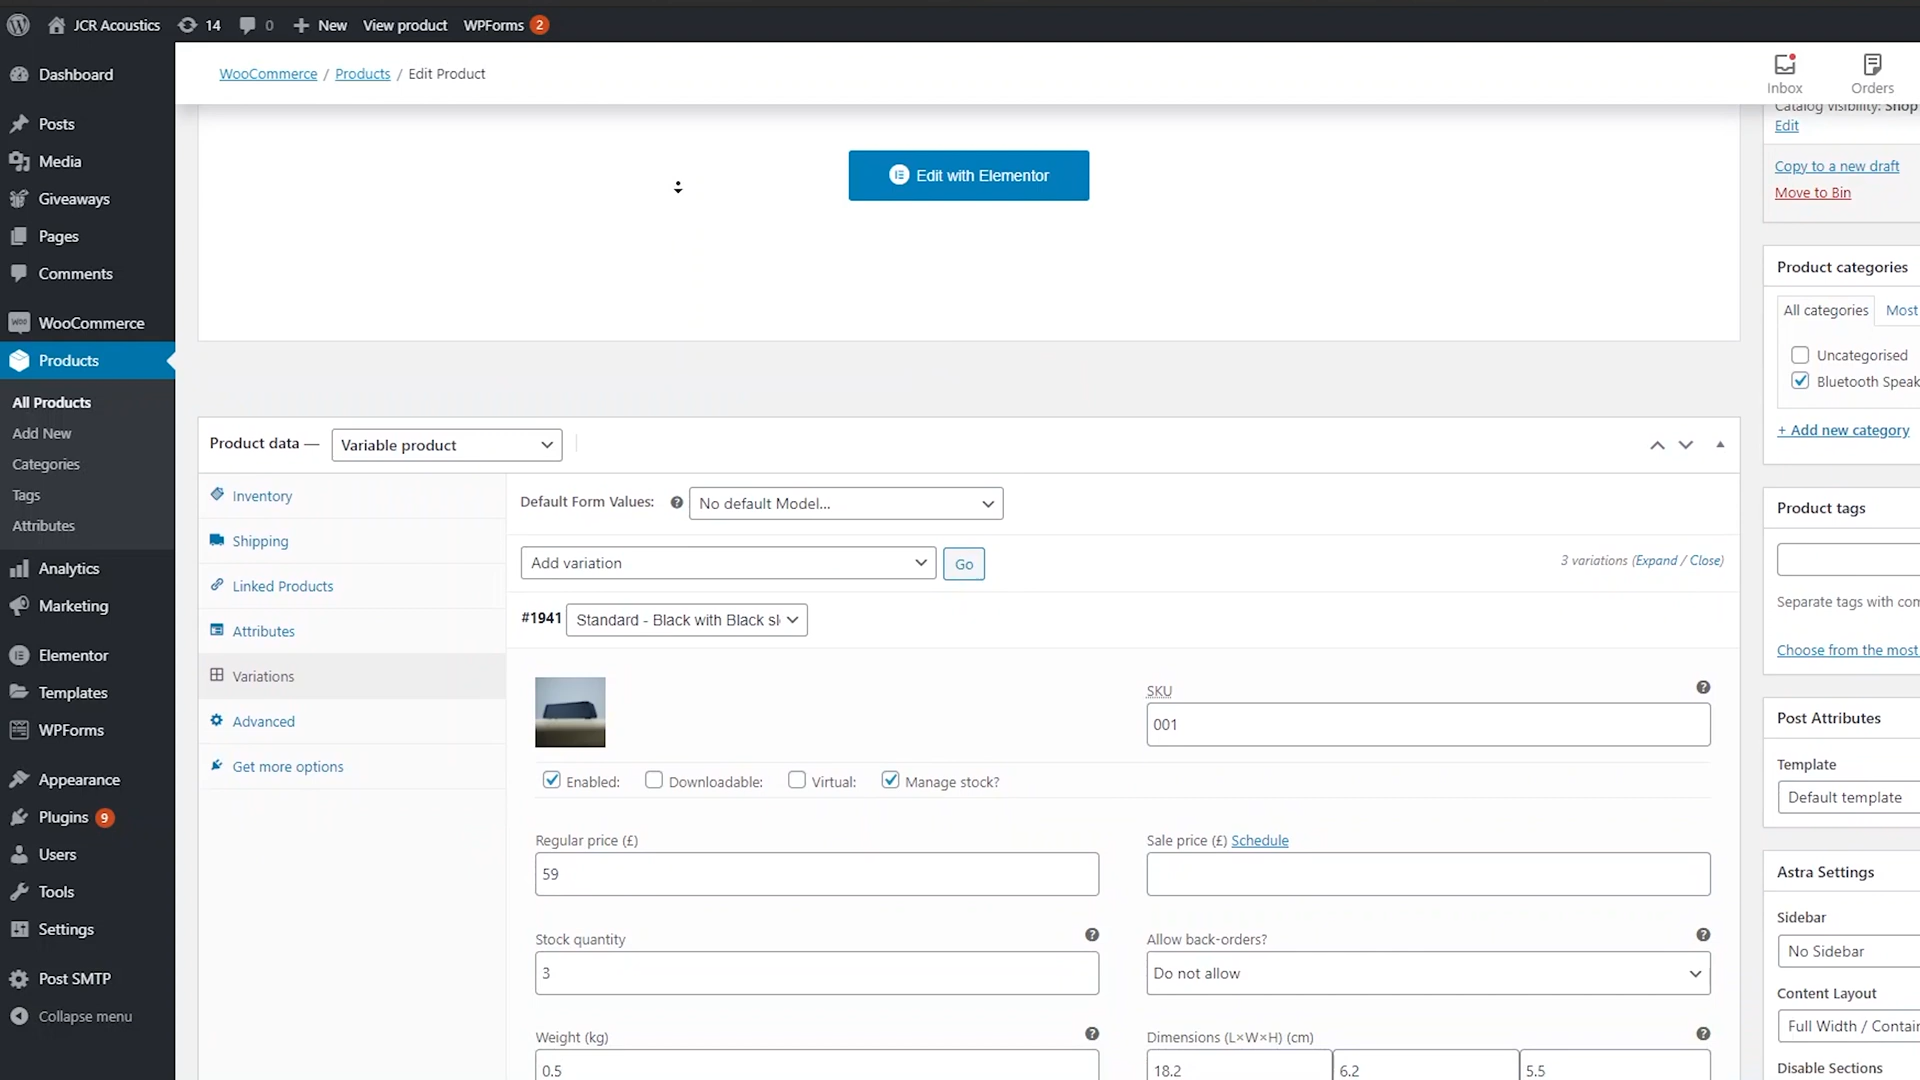 JCR Acoustics
14
0
New
View product
WPForms
2
WooCommerce / Products / Edit Product
Inbox
Orders
Dashboard
Posts
Media
Giveaways
Pages
Comments
WooCommerce
Products
All Products
Add New
Categories
Tags
Attributes
Analytics
Marketing
Elementor
Templates
WPForms
Appearance
Plugins 9
Users
Tools
Settings
Post SMTP
Collapse menu
Edit with Elementor
Product data —
Variable product
Inventory
Shipping
Linked Products
Attributes
Variations
Advanced
Get more options
Default Form Values:
No default Model...
Add variation
Go
3 variations (Expand / Close)
#1941
Standard - Black with Black sl
SKU
001
Enabled:
Downloadable:
Virtual:
Manage stock?
Regular price (£)
59
Sale price (£) Schedule
Stock quantity
3
Allow back-orders?
Do not allow
Weight (kg)
0.5
Dimensions (L×W×H) (cm)
18.2
6.2
5.5
Catalog visibility: Shop
Edit
Copy to a new draft
Move to Bin
Product categories
All categories
Most
Uncategorised
Bluetooth Speak
+ Add new category
Product tags
Separate tags with com
Choose from the most
Post Attributes
Template
Default template
Astra Settings
Sidebar
No Sidebar
Content Layout
Full Width / Contain
Disable Sections